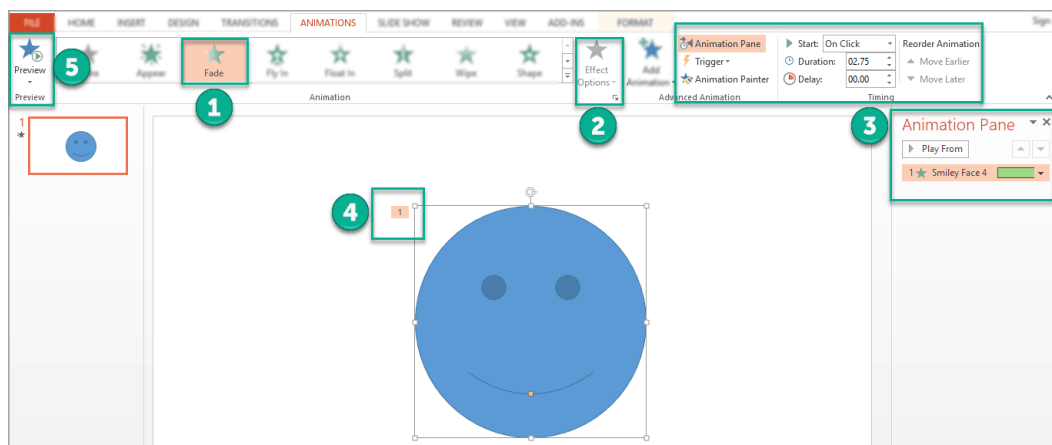 FILE HOME INSERT DESIGN TRANSITIONS ANIMATIONS SLIDE SHOW REVIEW VIEW ADD-INS FORMAT Sign
Preview
Preview
5
Appear
Fade
Fly In
Float In
Split
Wipe
Shape
Animation
1
Effect
Options
2
Add
Animation
Animation Pane
Trigger
Animation Painter
Advanced Animation
Start: On Click
Duration: 02.75
Delay: 00.00
Timing
Reorder Animation
Move Earlier
Move Later
3
Animation Pane
Play From
1 Smiley Face 4
1
4
1